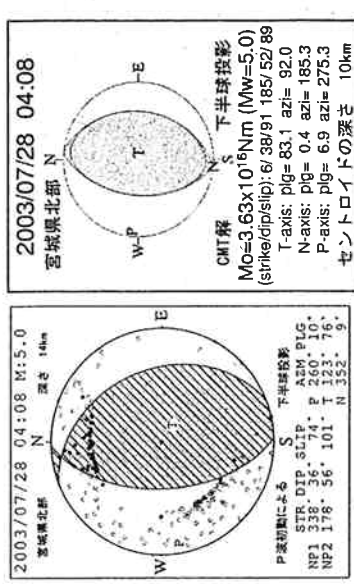 2003/07/28 04:08 M:5.0
宮城県北部 深さ 14km
N
E
W
S
P
T
P波初動による 下半球投影
STR DIP SLIP AZM PLG
NP1 338° 36° 74° P 260° 10°
NP2 178° 56° 101° T 123° 76°
N 352° 9°
2003/07/28 04:08
宮城県北部
N
E
W
P
T
N
S
CMT解 下半球投影
Mo=3.63x10¹⁶Nm (Mw=5.0)
(strike/dip/slip): 6/ 38/91 185/ 52/ 89
T-axis: plg= 83.1 azi= 92.0
N-axis: plg= 0.4 azi= 185.3
P-axis: plg= 6.9 azi= 275.3
セントロイドの深さ 10km